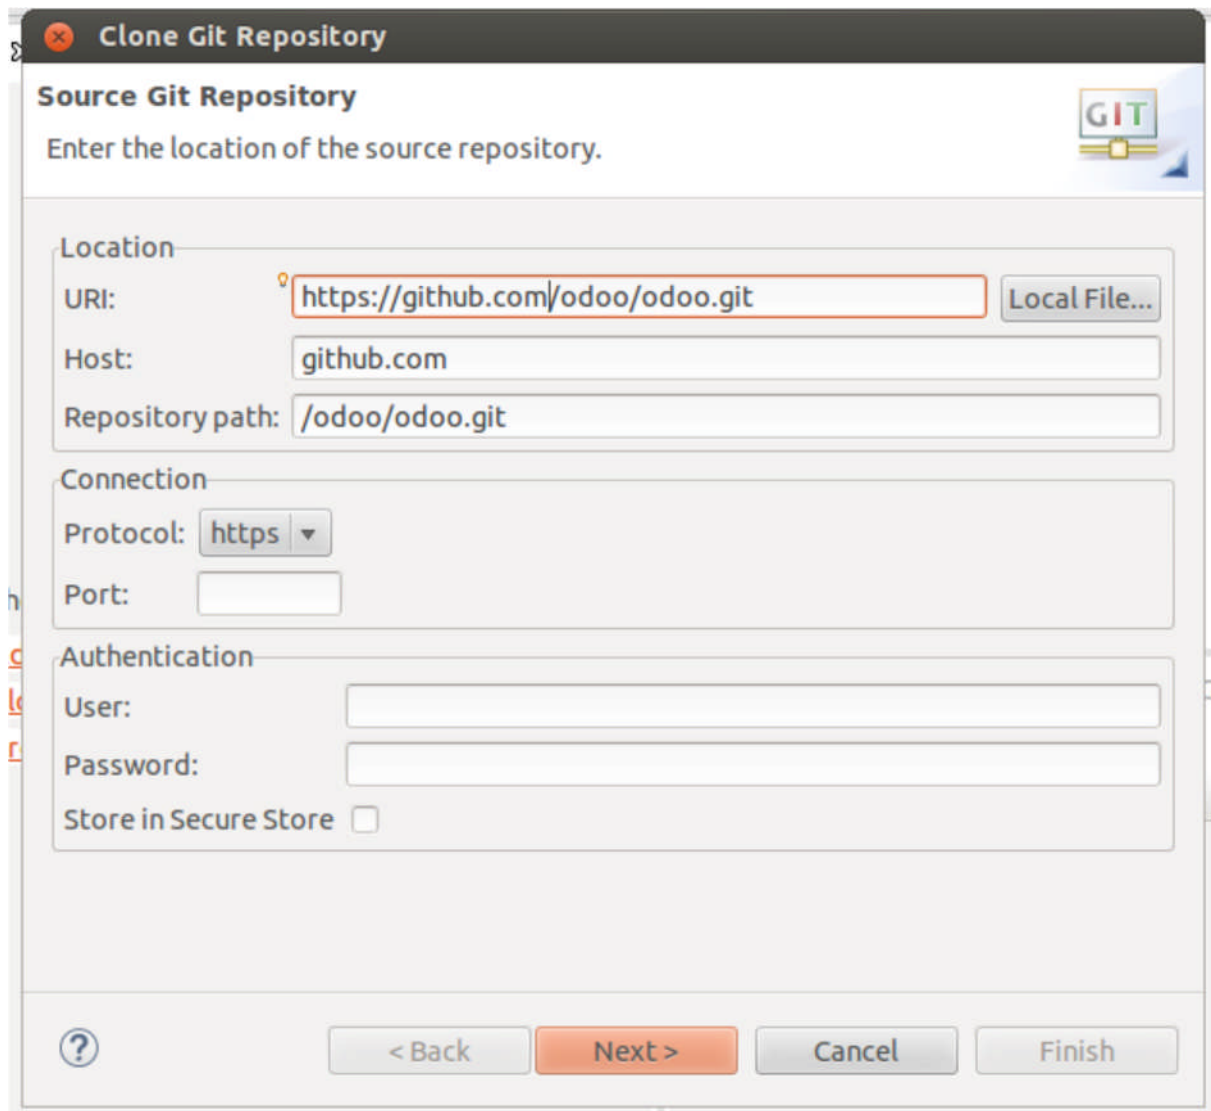 Clone Git Repository
Source Git Repository
Enter the location of the source repository.
GIT
Location
URI: https://github.com/odoo/odoo.git Local File...
Host: github.com
Repository path: /odoo/odoo.git
Connection
Protocol: https
Port:
Authentication
User:
Password:
Store in Secure Store
? < Back Next > Cancel Finish